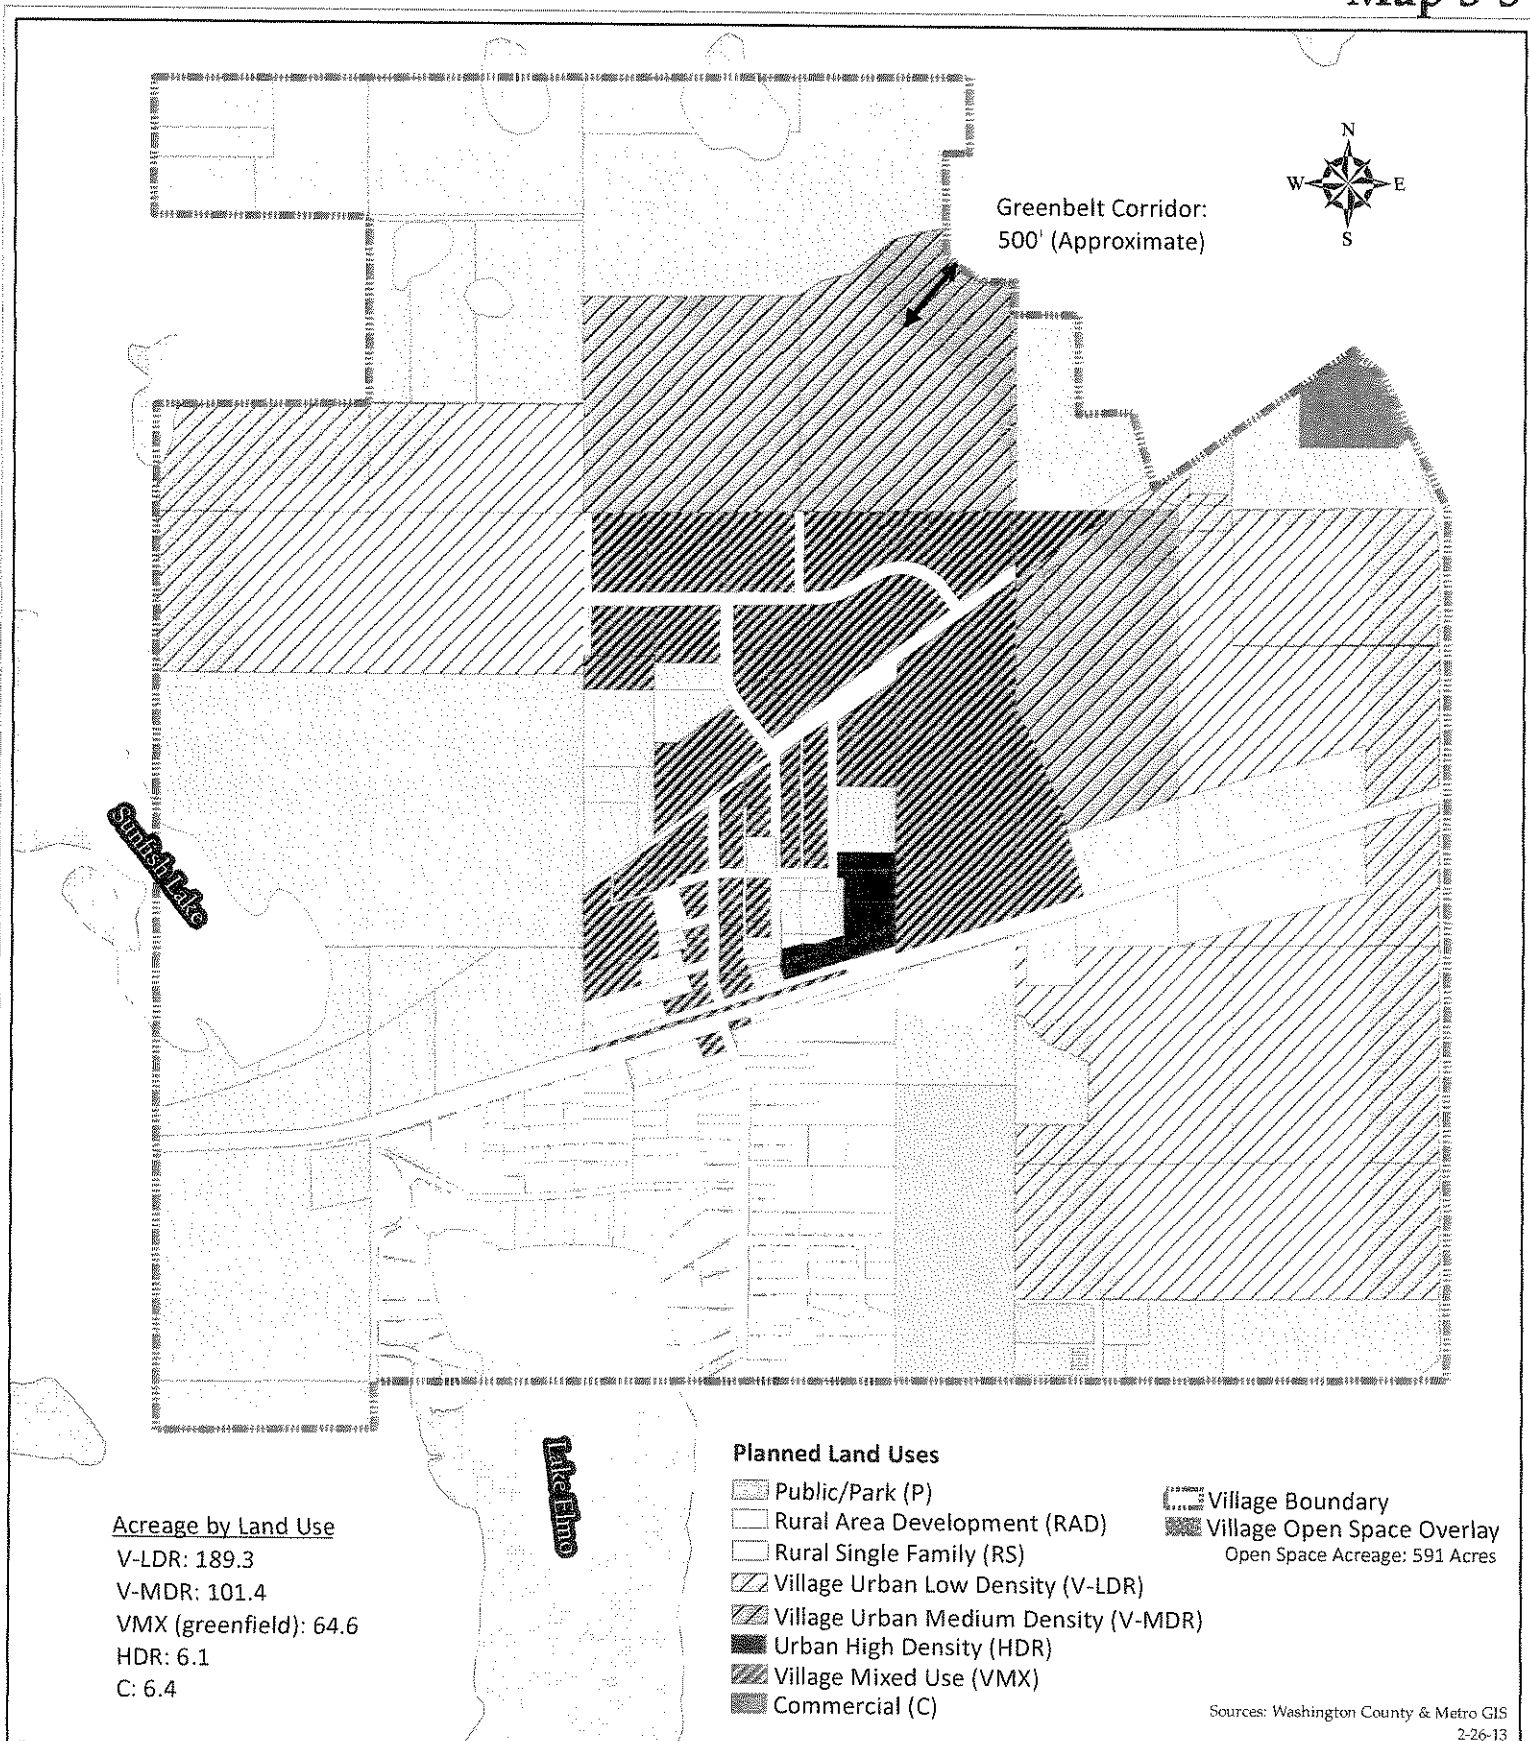 Map 3-3
N
W E
S
Greenbelt Corridor:
500' (Approximate)
Sunfish Lake
Lake Elmo
Planned Land Uses
Public/Park (P)
Rural Area Development (RAD)
Rural Single Family (RS)
Village Urban Low Density (V-LDR)
Village Urban Medium Density (V-MDR)
Urban High Density (HDR)
Village Mixed Use (VMX)
Commercial (C)
Village Boundary
Village Open Space Overlay
Open Space Acreage: 591 Acres
Acreage by Land Use
V-LDR: 189.3
V-MDR: 101.4
VMX (greenfield): 64.6
HDR: 6.1
C: 6.4
Sources: Washington County & Metro GIS
2-26-13